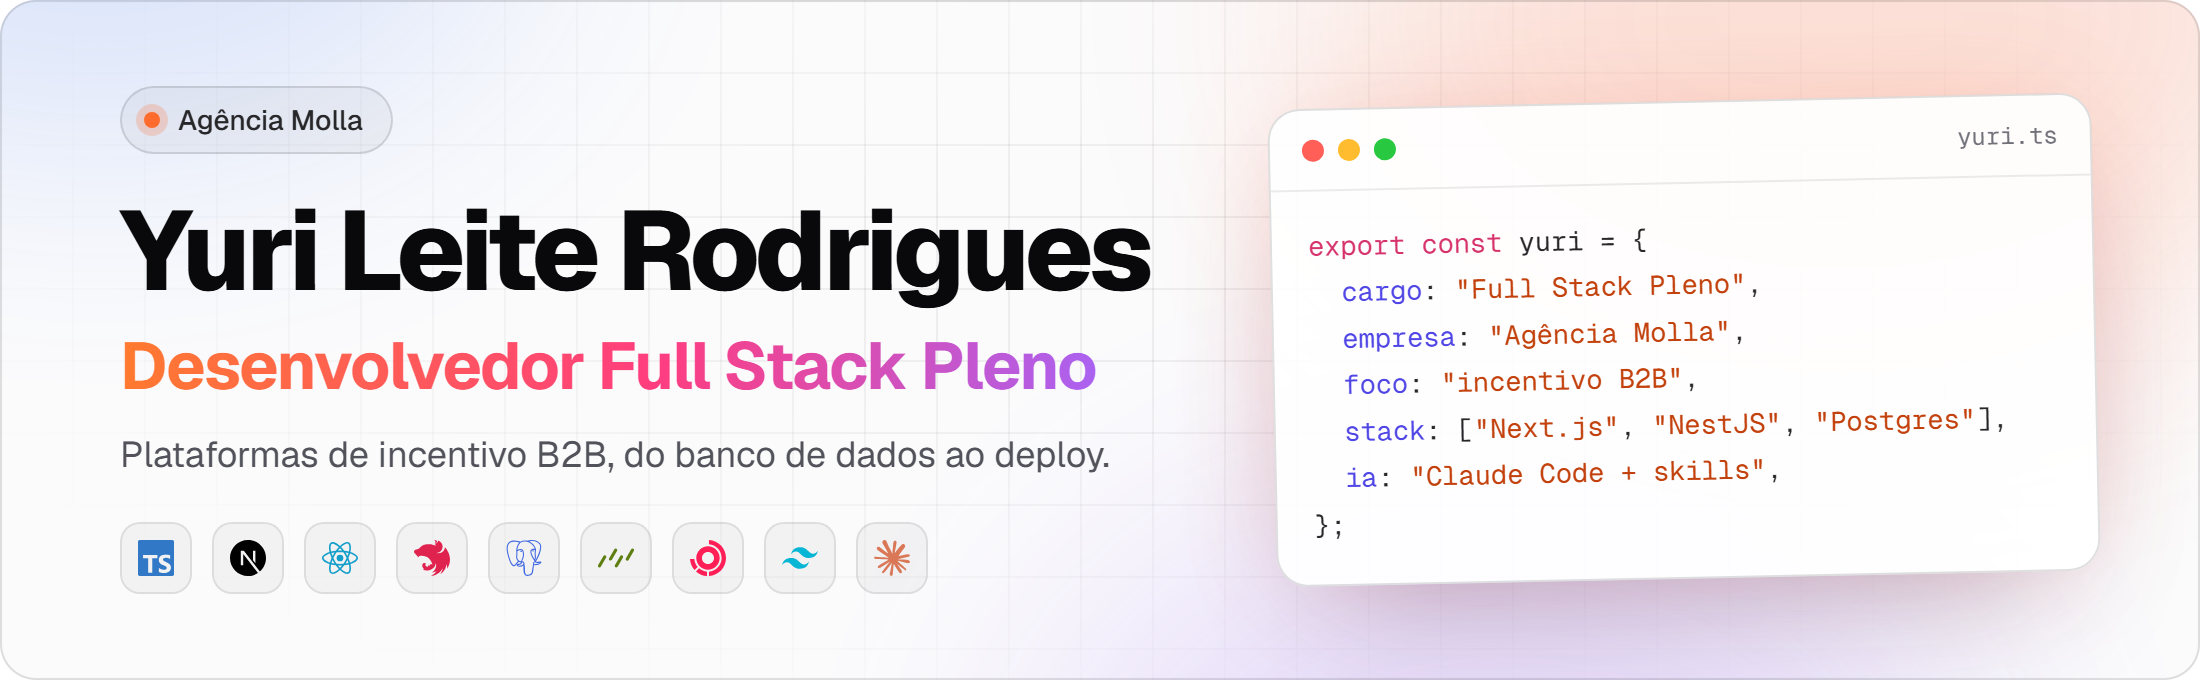 Agência Molla
Yuri Leite Rodrigues
Desenvolvedor Full Stack Pleno
Plataformas de incentivo B2B, do banco de dados ao deploy.
TS
N
yuri.ts
export const yuri = {
  cargo: "Full Stack Pleno",
  empresa: "Agência Molla",
  foco: "incentivo B2B",
  stack: ["Next.js", "NestJS", "Postgres"],
  ia: "Claude Code + skills",
};